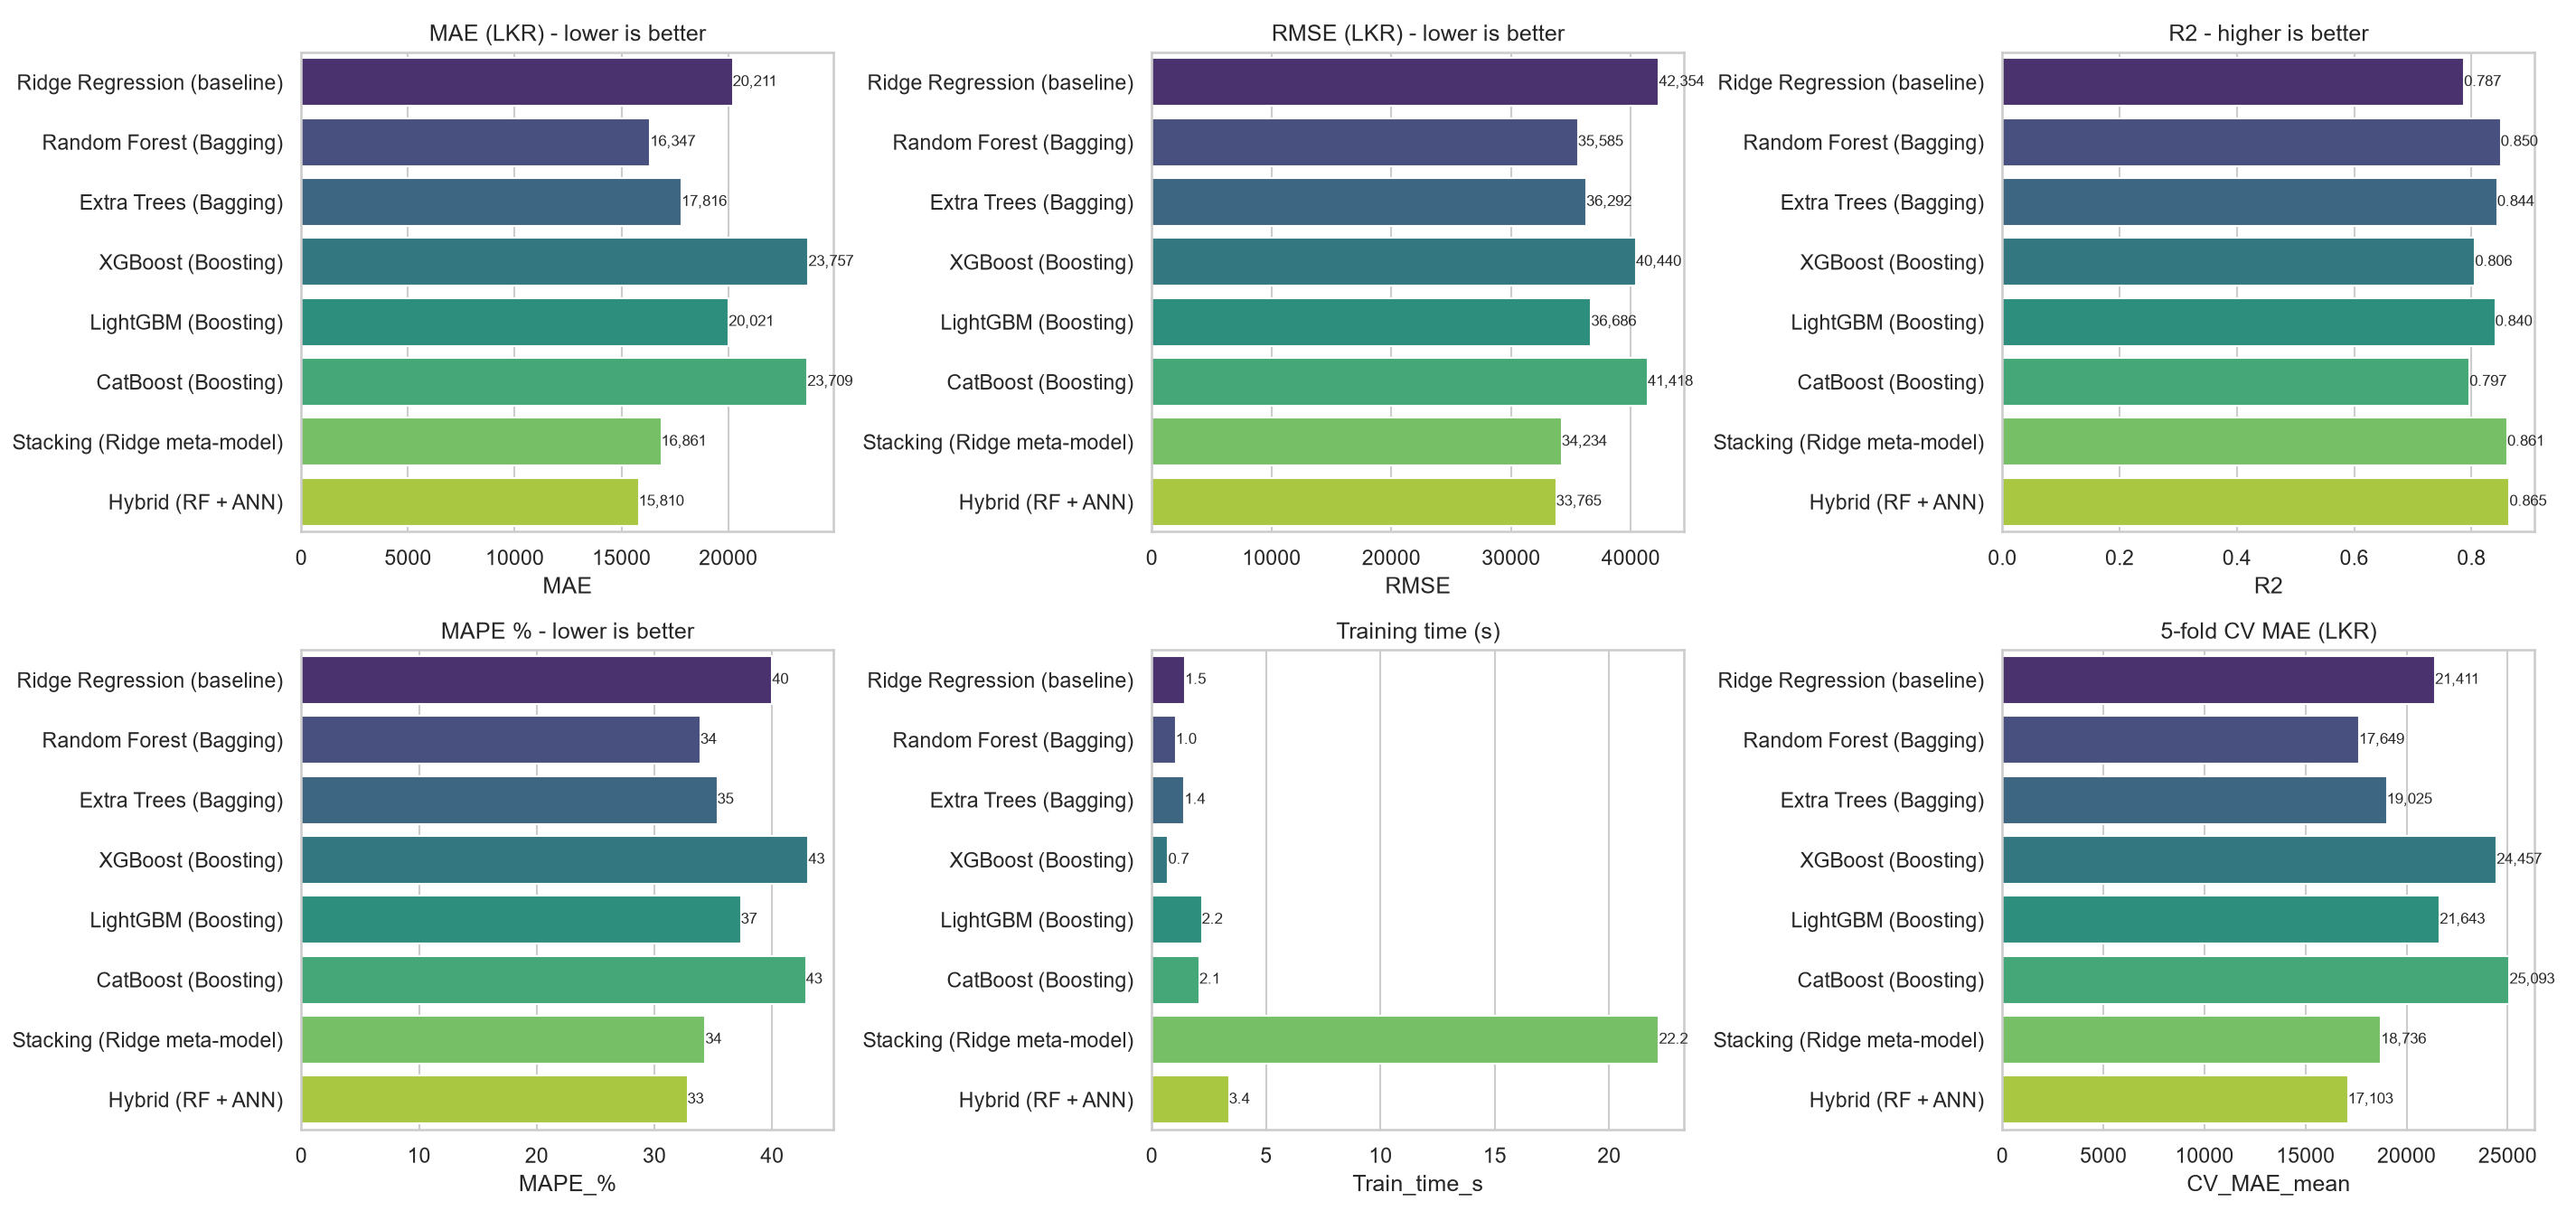 MAE (LKR) - lower is better
Ridge Regression (baseline)
20,211
Random Forest (Bagging)
16,347
Extra Trees (Bagging)
17,816
XGBoost (Boosting)
23,757
LightGBM (Boosting)
20,021
CatBoost (Boosting)
23,709
Stacking (Ridge meta-model)
16,861
Hybrid (RF + ANN)
15,810
0 5000 10000 15000 20000
MAE
RMSE (LKR) - lower is better
Ridge Regression (baseline)
42,354
Random Forest (Bagging)
35,585
Extra Trees (Bagging)
36,292
XGBoost (Boosting)
40,440
LightGBM (Boosting)
36,686
CatBoost (Boosting)
41,418
Stacking (Ridge meta-model)
34,234
Hybrid (RF + ANN)
33,765
0 10000 20000 30000 40000
RMSE
R2 - higher is better
Ridge Regression (baseline)
0.787
Random Forest (Bagging)
0.850
Extra Trees (Bagging)
0.844
XGBoost (Boosting)
0.806
LightGBM (Boosting)
0.840
CatBoost (Boosting)
0.797
Stacking (Ridge meta-model)
0.861
Hybrid (RF + ANN)
0.865
0.0 0.2 0.4 0.6 0.8
R2
MAPE % - lower is better
Ridge Regression (baseline)
40
Random Forest (Bagging)
34
Extra Trees (Bagging)
35
XGBoost (Boosting)
43
LightGBM (Boosting)
37
CatBoost (Boosting)
43
Stacking (Ridge meta-model)
34
Hybrid (RF + ANN)
33
0 10 20 30 40
MAPE_%
Training time (s)
Ridge Regression (baseline)
1.5
Random Forest (Bagging)
1.0
Extra Trees (Bagging)
1.4
XGBoost (Boosting)
0.7
LightGBM (Boosting)
2.2
CatBoost (Boosting)
2.1
Stacking (Ridge meta-model)
22.2
Hybrid (RF + ANN)
3.4
0 5 10 15 20
Train_time_s
5-fold CV MAE (LKR)
Ridge Regression (baseline)
21,411
Random Forest (Bagging)
17,649
Extra Trees (Bagging)
19,025
XGBoost (Boosting)
24,457
LightGBM (Boosting)
21,643
CatBoost (Boosting)
25,093
Stacking (Ridge meta-model)
18,736
Hybrid (RF + ANN)
17,103
0 5000 10000 15000 20000 25000
CV_MAE_mean